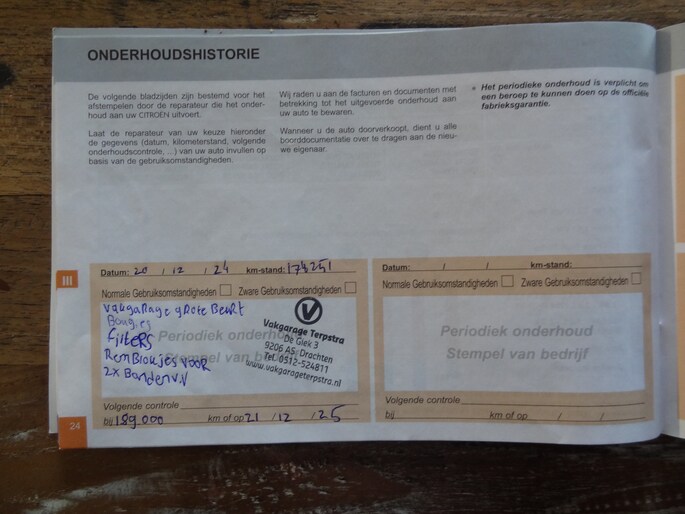 ONDERHOUDSHISTORIE
De volgende bladzijden zijn bestemd voor het
afstempelen door de reparateur die het onder-
houd aan uw CITROËN uitvoert.
Laat de reparateur van uw keuze hieronder
de gegevens (datum, kilometerstand, volgende
onderhoudscontrole, ...) van uw auto invullen op
basis van de gebruiksomstandigheden.
Wij raden u aan de facturen en documenten met
betrekking tot het uitgevoerde onderhoud aan
uw auto te bewaren.
Wanneer u de auto doorverkoopt, dient u alle
boorddocumentatie over te dragen aan de nieu-
we eigenaar.
Het periodieke onderhoud is verplicht om
een beroep te kunnen doen op de officiële
fabrieksgarantie.
III
Datum: 20 / 12 / 24 km-stand: 174251
Normale Gebruiksomstandigheden Zware Gebruiksomstandigheden
Vakgarage grote Beurt
Bougies
Filters
Remblokjes voor
2x Banden v.v
Periodiek onderhoud
Stempel van bedrijf
Vakgarage Terpstra
De Giek 3
9206 AS, Drachten
Tel. 0512-524811
www.vakgarageterpstra.nl
Volgende controle
bij 189.000 km of op 21 / 12 / 25
Datum: / / km-stand:
Normale Gebruiksomstandigheden Zware Gebruiksomstandigheden
Periodiek onderhoud
Stempel van bedrijf
Volgende controle
bij km of op / /
24